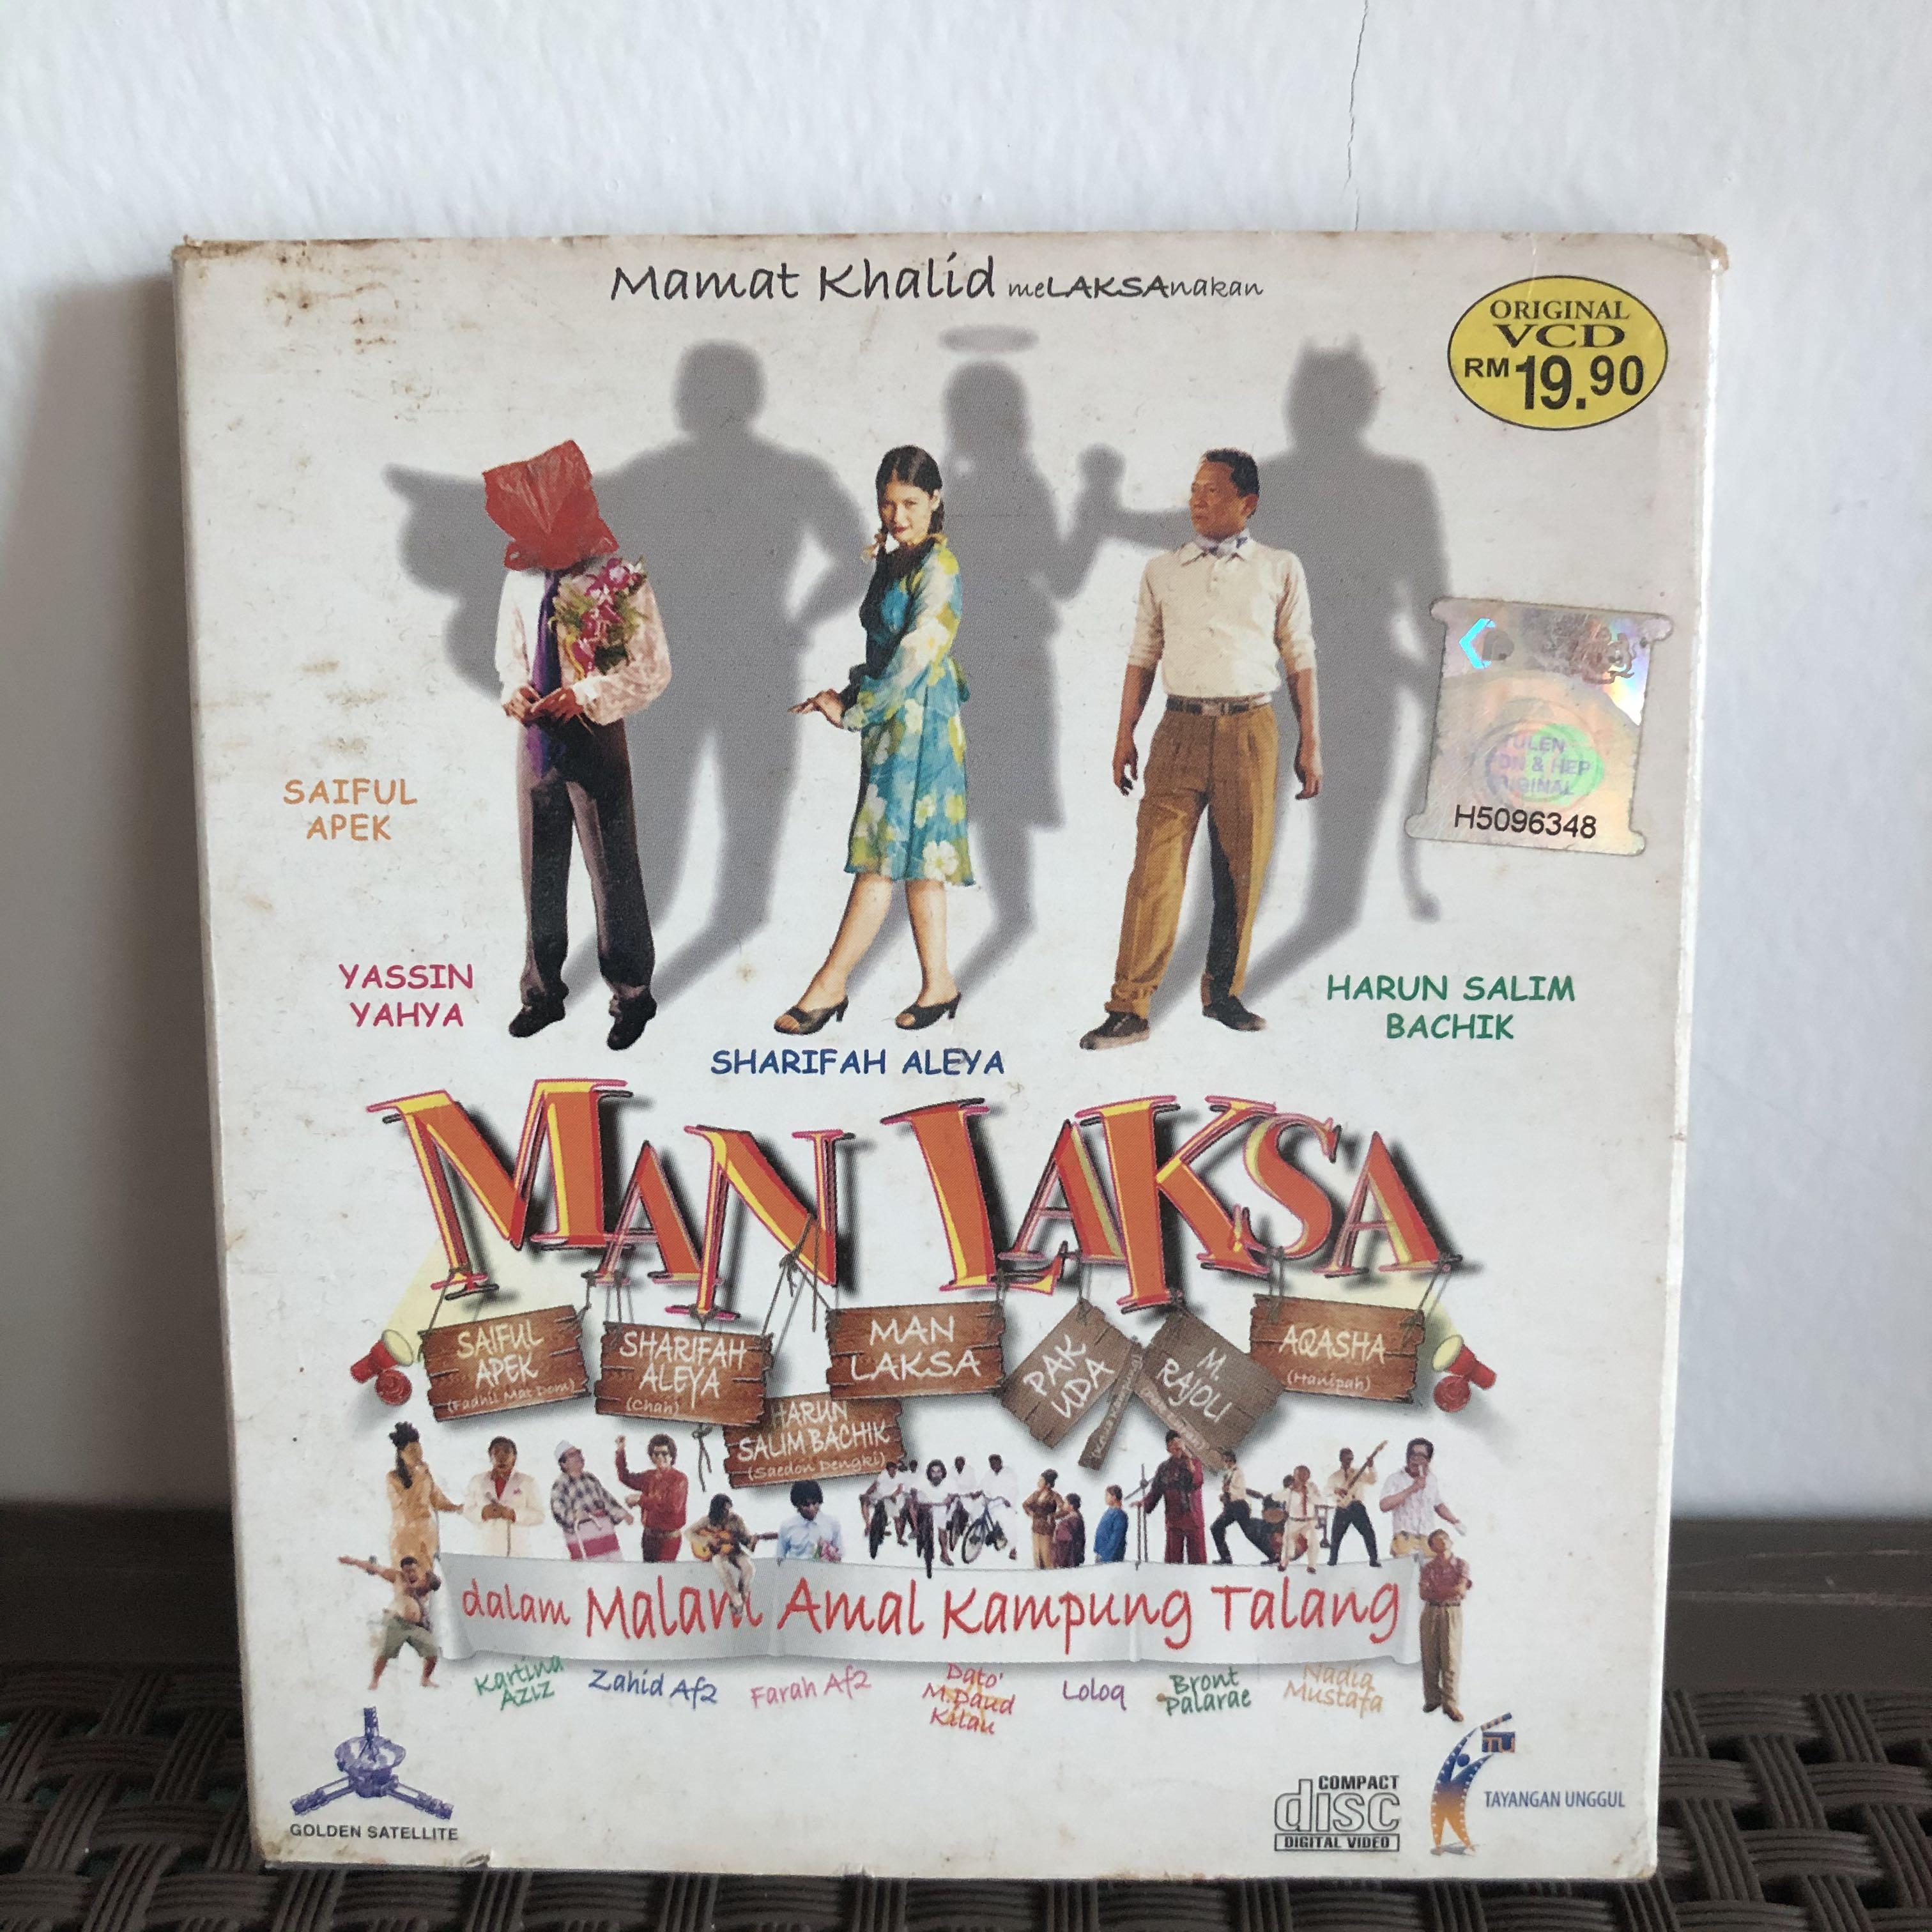 Mamat Khalid meLAKSAnakan
ORIGINAL
VCD
RM 19.90
TULEN
H5096348
SAIFUL
APEK
YASSIN
YAHYA
SHARIFAH ALEYA
HARUN SALIM
BACHIK
MAN LAKSA
SAIFUL
APEK
(Fadhil Mat Dom)
SHARIFAH
ALEYA
(Chah)
HARUN
SALIM BACHIK
(Saedon Dengki)
MAN
LAKSA
PAK
UDA
M.
RAJOLI
AQASHA
(Hanipah)
dalam Malam Amal Kampung Talang
Kartina
Aziz
Zahid Af2
Farah Af2
Dato'
M.Daud
Kilau
Loloq
Bront
Palarae
Nadia
Mustafa
GOLDEN SATELLITE
COMPACT
disc
DIGITAL VIDEO
TU
TAYANGAN UNGGUL